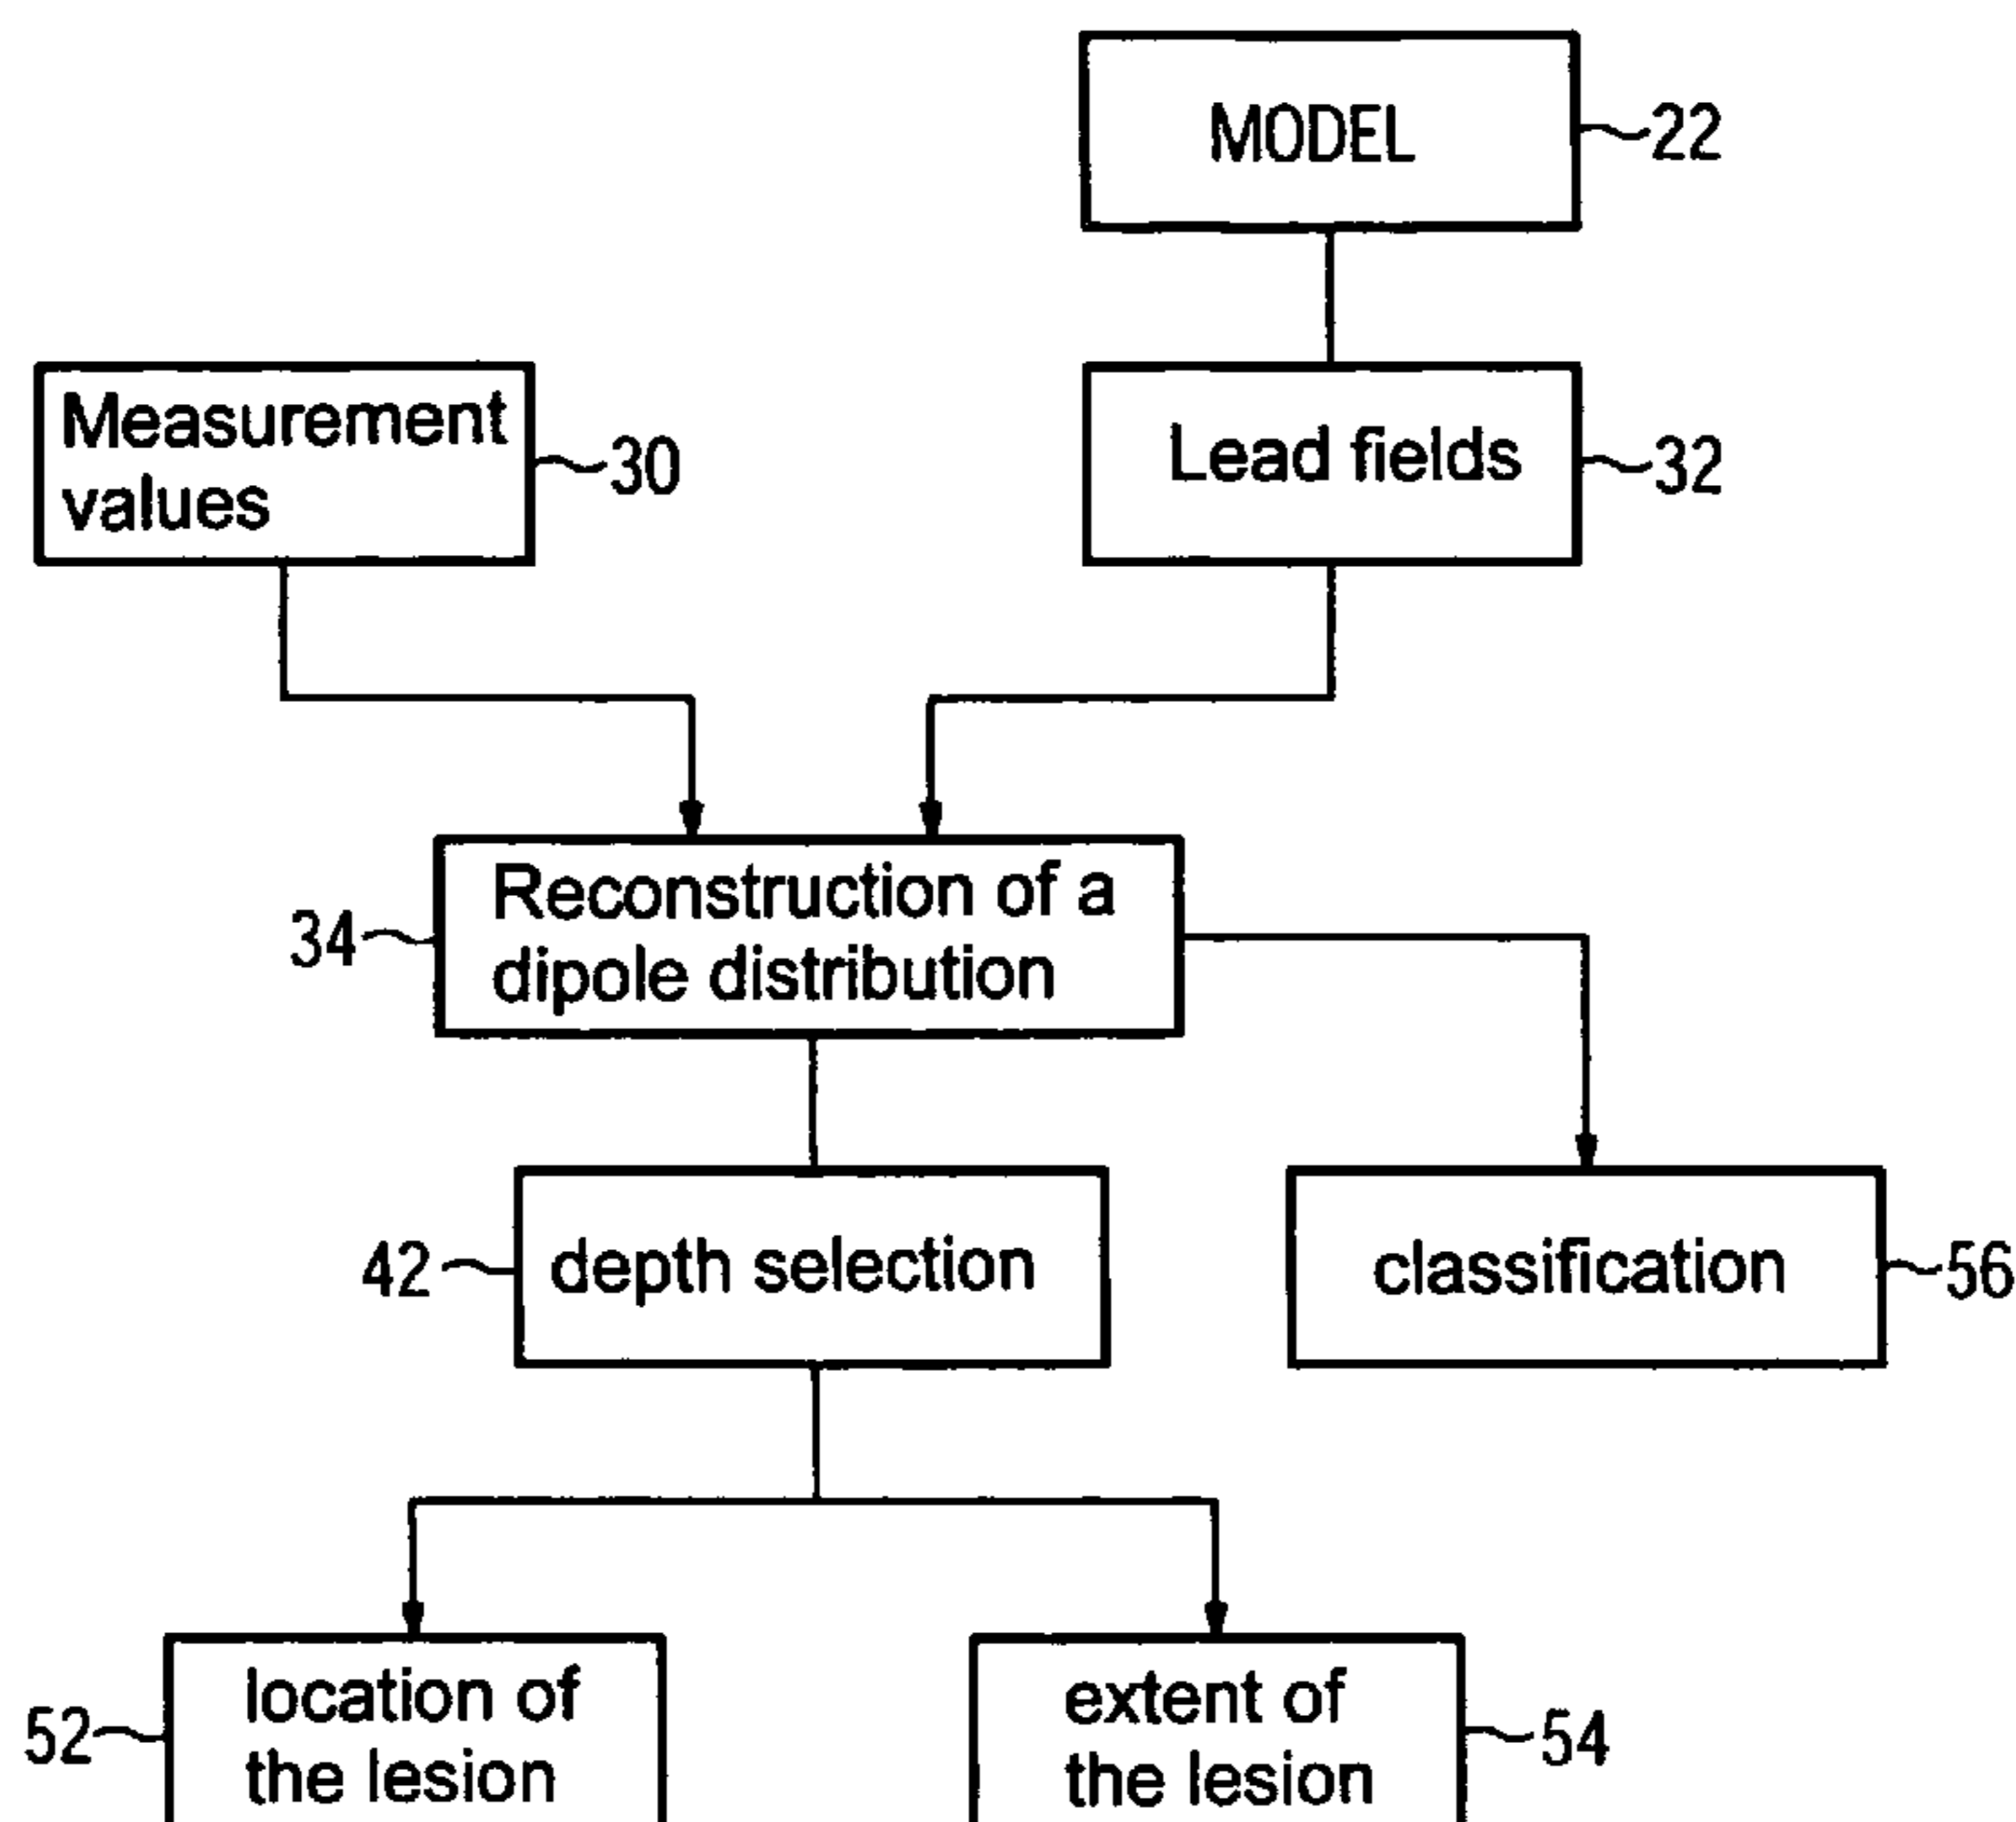 MODEL
22
Measurement
values
30
Lead fields
32
Reconstruction of a
dipole distribution
34
depth selection
42
classification
56
location of
the lesion
52
extent of
the lesion
54